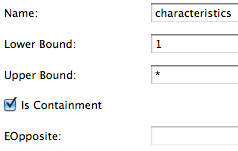 Name: characteristics
Lower Bound: 1
Upper Bound: *
Is Containment
EOpposite: